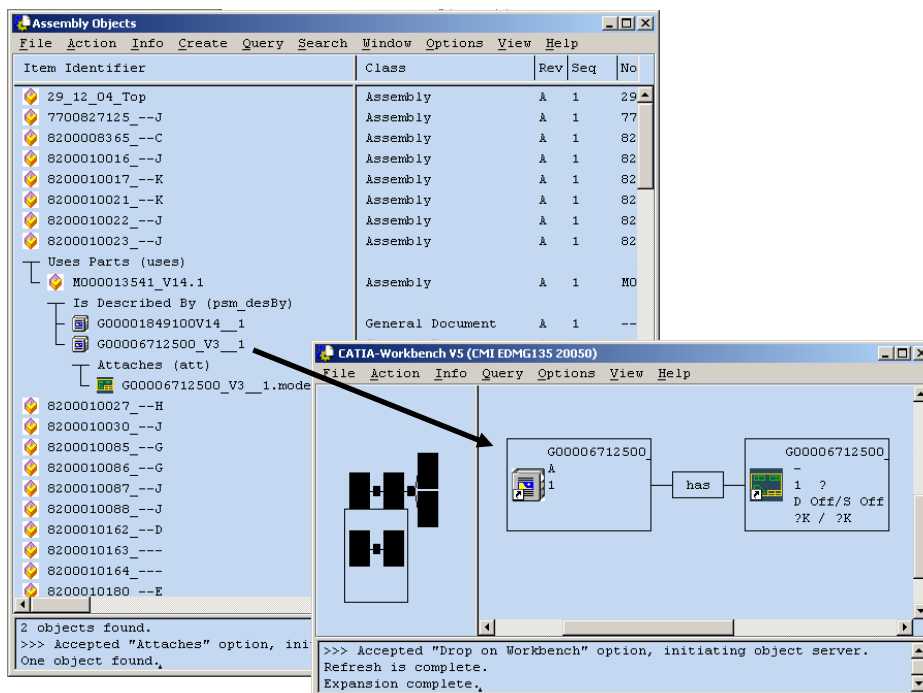 Assembly Objects
File Action Info Create Query Search Window Options View Help
Item Identifier Class Rev Seq No
29_12_04_Top Assembly A 1 29
7700827125_--J Assembly A 1 77
8200008365_--C Assembly A 1 82
8200010016_--J Assembly A 1 82
8200010017_--K Assembly A 1 82
8200010021_--K Assembly A 1 82
8200010022_--J Assembly A 1 82
8200010023_--J Assembly A 1 82
Uses Parts (uses)
M000013541_V14.1 Assembly A 1 MO
Is Described By (psm_desBy)
G00001849100V14__1 General Document A 1 --
G00006712500_V3__1
Attaches (att)
G00006712500_V3__1.mode
8200010027_--H
8200010030_--J
8200010085_--G
8200010086_--G
8200010087_--J
8200010088_--J
8200010162_--D
8200010163_---
8200010164_---
8200010180 --E
2 objects found.
>>> Accepted "Attaches" option, ini
One object found.
CATIA-Workbench V5 (CMI EDMG135 20050)
File Action Info Query Options View Help
G00006712500_
A
1
has
G00006712500_
-
1 ?
D Off/S Off
?K / ?K
>>> Accepted "Drop on Workbench" option, initiating object server.
Refresh is complete.
Expansion complete.